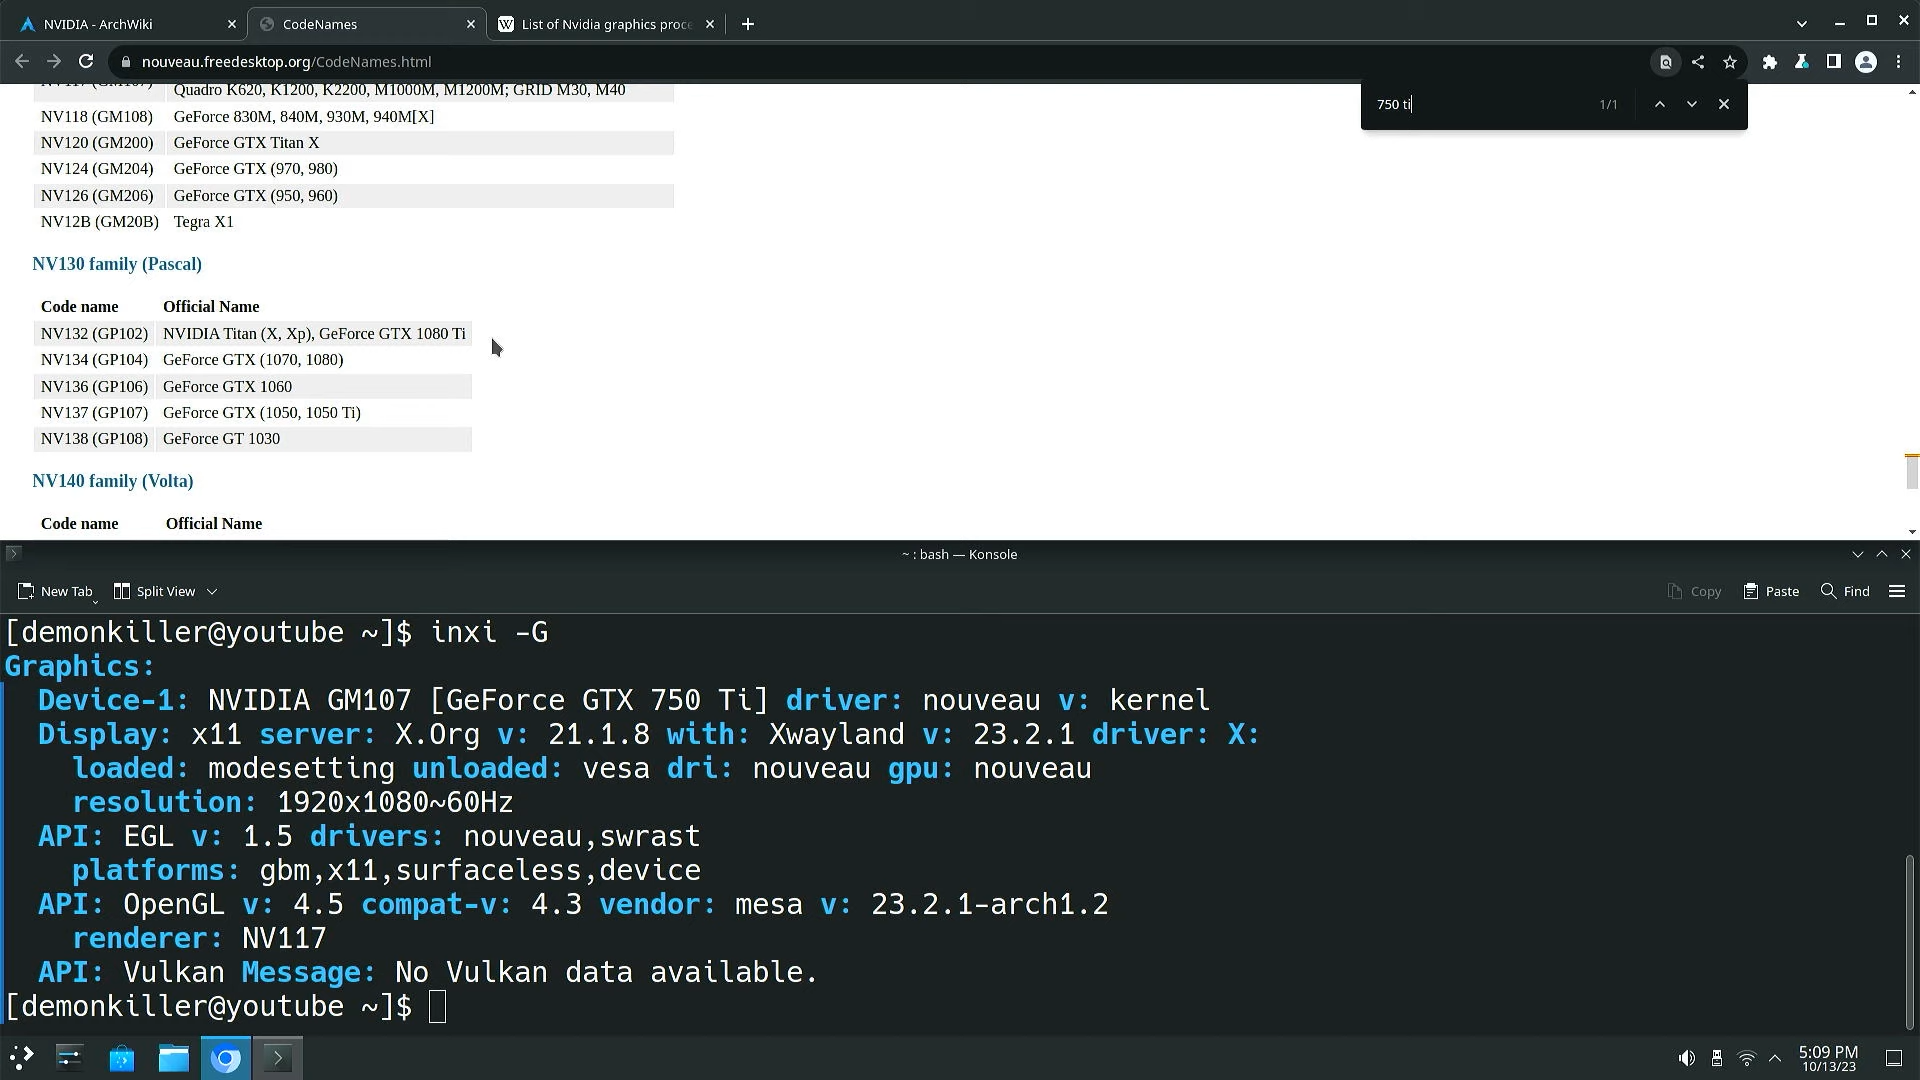 NVIDIA - ArchWiki
CodeNames
List of Nvidia graphics proce
nouveau.freedesktop.org/CodeNames.html
750 ti 1/1
Quadro K620, K1200, K2200, M1000M, M1200M; GRID M30, M40
NV118 (GM108) GeForce 830M, 840M, 930M, 940M[X]
NV120 (GM200) GeForce GTX Titan X
NV124 (GM204) GeForce GTX (970, 980)
NV126 (GM206) GeForce GTX (950, 960)
NV12B (GM20B) Tegra X1
NV130 family (Pascal)
Code name Official Name
NV132 (GP102) NVIDIA Titan (X, Xp), GeForce GTX 1080 Ti
NV134 (GP104) GeForce GTX (1070, 1080)
NV136 (GP106) GeForce GTX 1060
NV137 (GP107) GeForce GTX (1050, 1050 Ti)
NV138 (GP108) GeForce GT 1030
NV140 family (Volta)
Code name Official Name
~ : bash — Konsole
New Tab Split View Copy Paste Find
[demonkiller@youtube ~]$ inxi -G
Graphics:
Device-1: NVIDIA GM107 [GeForce GTX 750 Ti] driver: nouveau v: kernel
Display: x11 server: X.Org v: 21.1.8 with: Xwayland v: 23.2.1 driver: X:
loaded: modesetting unloaded: vesa dri: nouveau gpu: nouveau
resolution: 1920x1080~60Hz
API: EGL v: 1.5 drivers: nouveau,swrast
platforms: gbm,x11,surfaceless,device
API: OpenGL v: 4.5 compat-v: 4.3 vendor: mesa v: 23.2.1-arch1.2
renderer: NV117
API: Vulkan Message: No Vulkan data available.
[demonkiller@youtube ~]$
5:09 PM
10/13/23